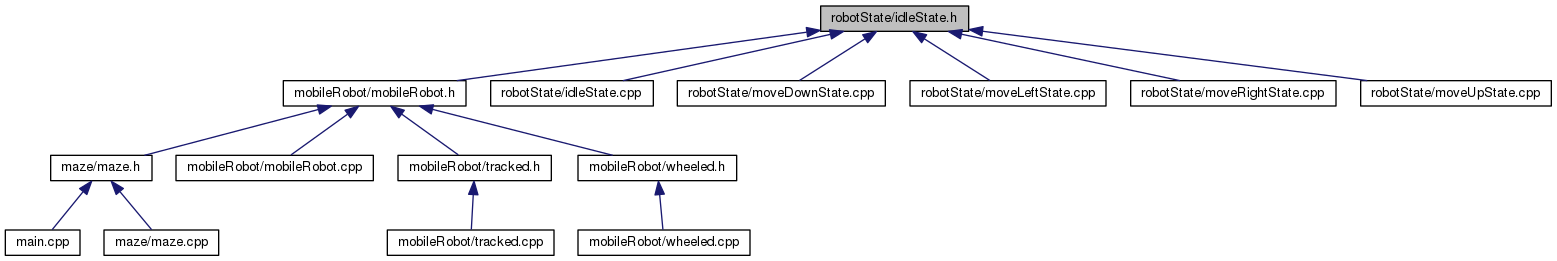 robotState/idleState.h
mobileRobot/mobileRobot.h
robotState/idleState.cpp
robotState/moveDownState.cpp
robotState/moveLeftState.cpp
robotState/moveRightState.cpp
robotState/moveUpState.cpp
maze/maze.h
mobileRobot/mobileRobot.cpp
mobileRobot/tracked.h
mobileRobot/wheeled.h
main.cpp
maze/maze.cpp
mobileRobot/tracked.cpp
mobileRobot/wheeled.cpp